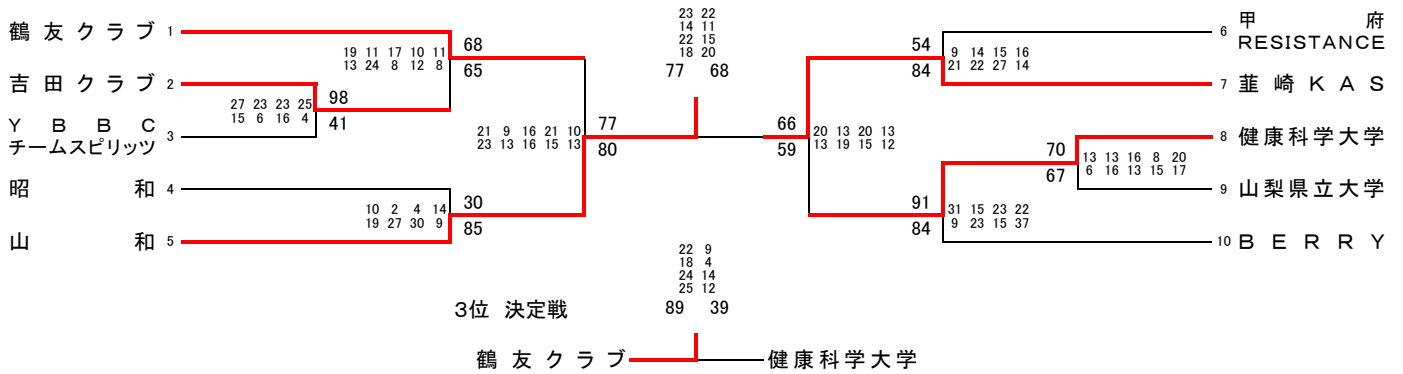 鶴友クラブ 1
吉田クラブ 2
ＹＢＢＣ
チームスピリッツ 3
昭和 4
山和 5
19 11 17 10 11
13 24 8 12 8
68
65
27 23 23 25
15 6 16 4
98
41
10 2 4 14
19 27 30 9
30
85
21 9 16 21 10
23 13 16 15 13
77
80
23 22
14 11
22 15
18 20
77 68
66
59
20 13 20 13
13 19 15 12
54
84
9 14 15 16
21 22 27 14
91
84
31 15 23 22
9 23 15 37
70
67
13 13 16 8 20
6 16 13 15 17
6 甲府
RESISTANCE
7 韮崎ＫＡＳ
8 健康科学大学
9 山梨県立大学
10 ＢＥＲＲＹ
22 9
18 4
24 14
25 12
３位 決定戦
89 39
鶴友クラブ 健康科学大学